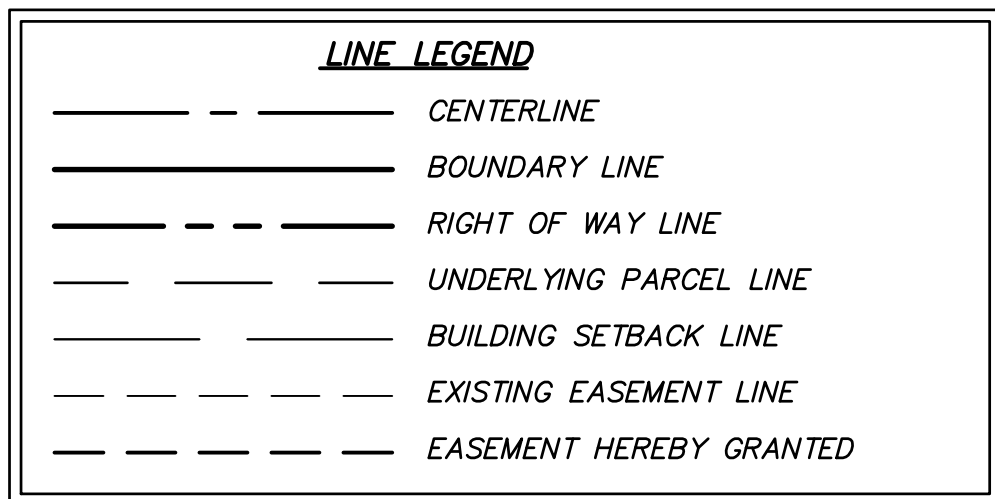 LINE LEGEND
CENTERLINE
BOUNDARY LINE
RIGHT OF WAY LINE
UNDERLYING PARCEL LINE
BUILDING SETBACK LINE
EXISTING EASEMENT LINE
EASEMENT HEREBY GRANTED